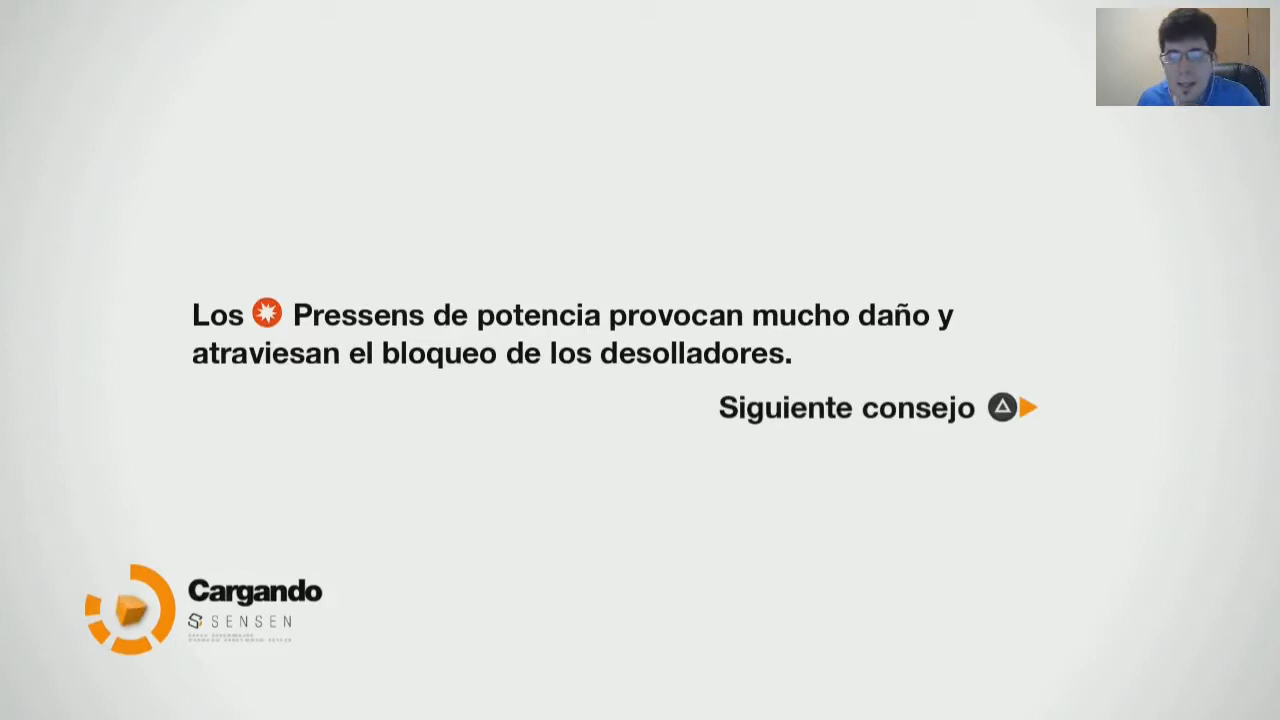 Los Pressens de potencia provocan mucho daño y
atraviesan el bloqueo de los desolladores.
Siguiente consejo
Cargando
SENSEN